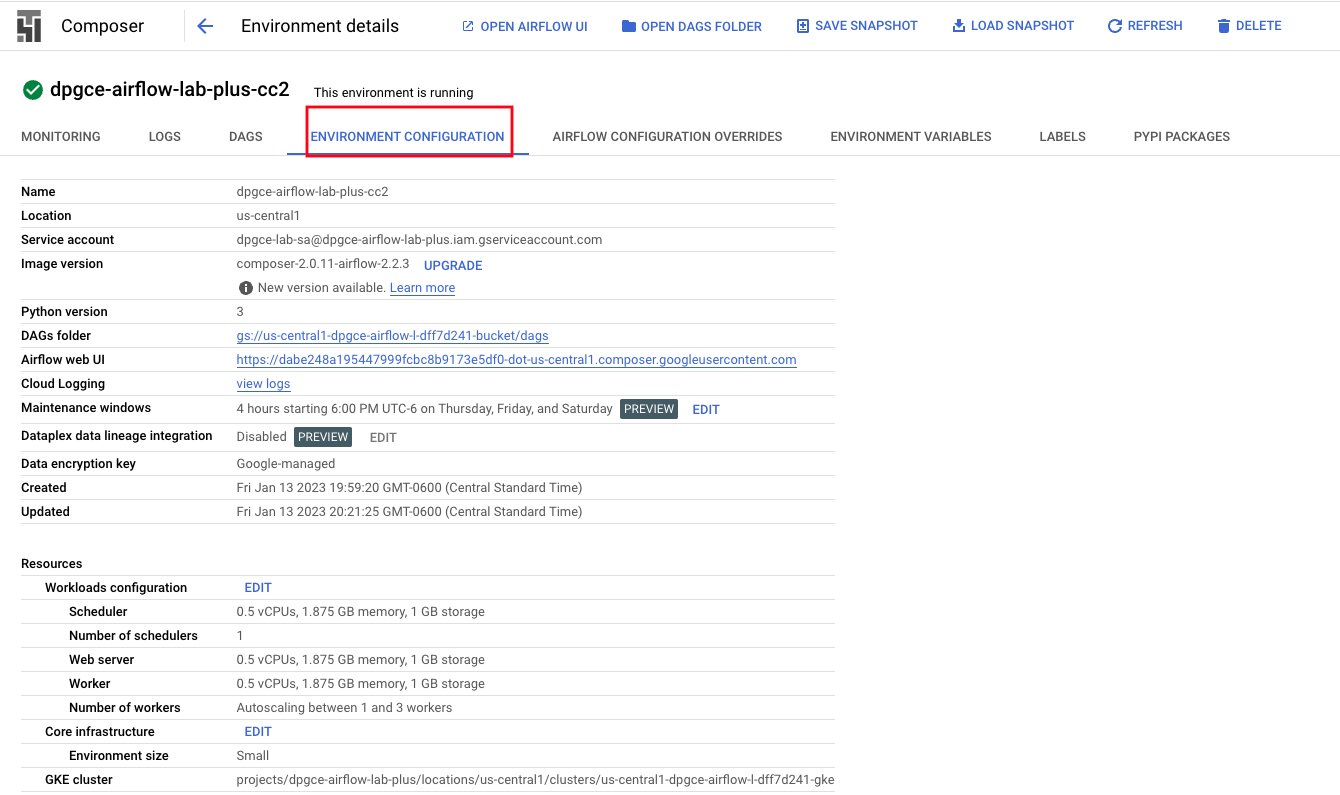 Composer Environment details OPEN AIRFLOW UI OPEN DAGS FOLDER SAVE SNAPSHOT LOAD SNAPSHOT REFRESH DELETE
dpgce-airflow-lab-plus-cc2 This environment is running
MONITORING LOGS DAGS ENVIRONMENT CONFIGURATION AIRFLOW CONFIGURATION OVERRIDES ENVIRONMENT VARIABLES LABELS PYPI PACKAGES
Name dpgce-airflow-lab-plus-cc2
Location us-central1
Service account dpgce-lab-sa@dpgce-airflow-lab-plus.iam.gserviceaccount.com
Image version composer-2.0.11-airflow-2.2.3 UPGRADE
New version available. Learn more
Python version 3
DAGs folder gs://us-central1-dpgce-airflow-l-dff7d241-bucket/dags
Airflow web UI https://dabe248a195447999fcbc8b9173e5df0-dot-us-central1.composer.googleusercontent.com
Cloud Logging view logs
Maintenance windows 4 hours starting 6:00 PM UTC-6 on Thursday, Friday, and Saturday PREVIEW EDIT
Dataplex data lineage integration Disabled PREVIEW EDIT
Data encryption key Google-managed
Created Fri Jan 13 2023 19:59:20 GMT-0600 (Central Standard Time)
Updated Fri Jan 13 2023 20:21:25 GMT-0600 (Central Standard Time)
Resources
Workloads configuration EDIT
Scheduler 0.5 vCPUs, 1.875 GB memory, 1 GB storage
Number of schedulers 1
Web server 0.5 vCPUs, 1.875 GB memory, 1 GB storage
Worker 0.5 vCPUs, 1.875 GB memory, 1 GB storage
Number of workers Autoscaling between 1 and 3 workers
Core infrastructure EDIT
Environment size Small
GKE cluster projects/dpgce-airflow-lab-plus/locations/us-central1/clusters/us-central1-dpgce-airflow-l-dff7d241-gke